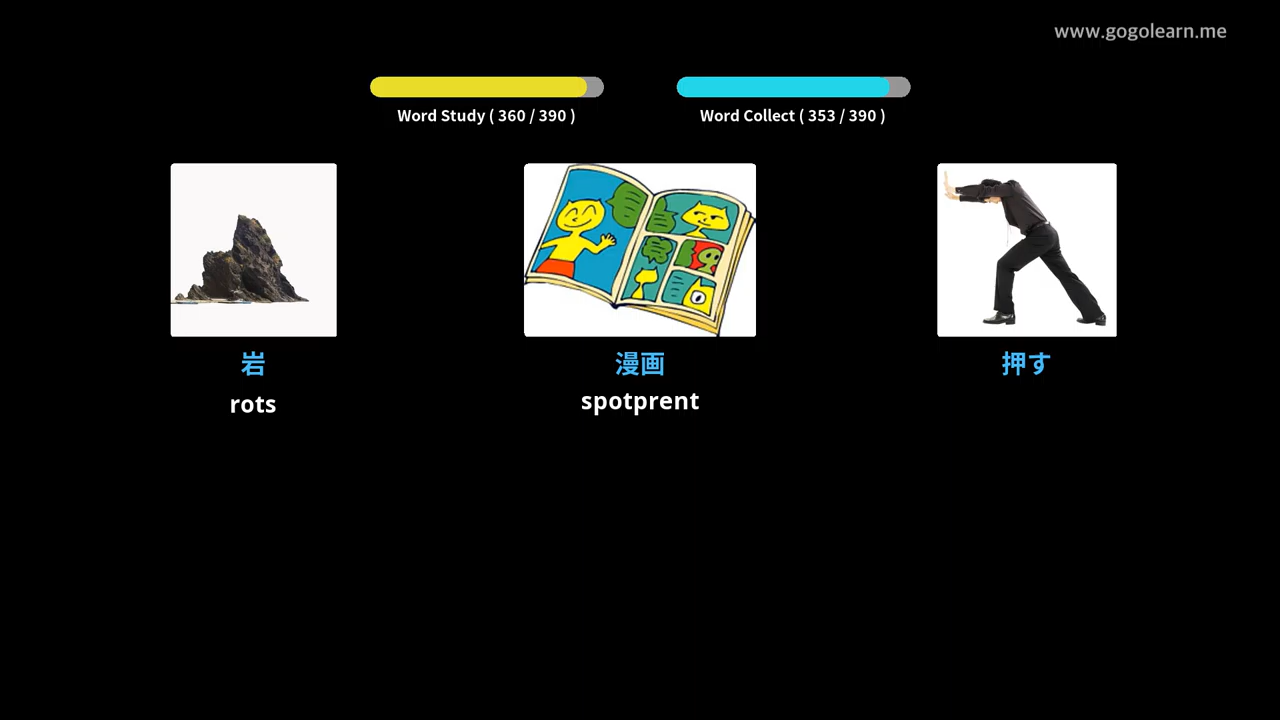 www.gogolearn.me
Word Study ( 360 / 390 )
Word Collect ( 353 / 390 )
岩
漫画
押す
rots
spotprent